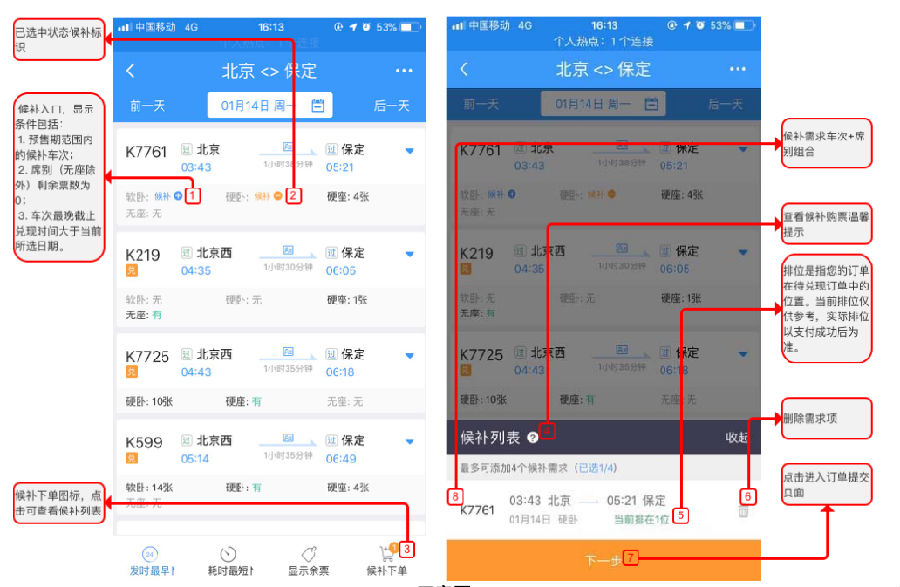 已选中状态候补标
识
候补入口,显示
条件包括:
1. 预售期范围内
的候补车次;
2. 席别（无座除
外）剩余票数为
0;
3. 车次最晚截止
兑现时间大于当前
所选日期。
候补下单图标,点
击可查看候补列表
中国移动 4G 16:13 53%
北京 <> 保定
前一天 01月14日 周一 后一天
K7761 过 北京 过 保定
03:43 1小时38分钟 05:21
软卧: 候补 1 硬卧: 候补 2 硬座: 4张
无座: 无
K219 过 北京西 过 保定
兑 04:35 1小时30分钟 06:05
软卧: 无 硬卧: 无 硬座: 1张
无座: 有
K7725 过 北京西 过 保定
兑 04:43 1小时35分钟 06:18
硬卧: 10张 硬座: 有 无座: 无
K599 过 北京西 过 保定
兑 05:14 1小时35分钟 06:49
软卧: 14张 硬卧: 有 硬座: 4张
无座: 无
24 1 3
发时最早 耗时最短 显示余票 候补下单
中国移动 4G 16:13 53%
个人热点: 1个连接
北京 <> 保定
前一天 01月14日 周一 后一天
K7761 过 北京 过 保定
03:43 1小时38分钟 05:21
软卧: 候补 硬卧: 候补 硬座: 4张
无座: 无
K219 过 北京西 过 保定
兑 04:35 1小时30分钟 06:05
软卧: 无 硬卧: 无 硬座: 1张
无座: 有
K7725 过 北京西 过 保定
兑 04:43 1小时35分钟 06:18
硬卧: 10张 硬座: 有 无座: 无
候补列表 ? 4 收起
最多可添加4个候补需求（已选1/4）
8 K7761 03:43 北京 05:21 保定 6
01月14日 硬卧 当前排在1位 5
下一步 7
候补需求车次+席
别组合
查看候补购票温馨
提示
排位是指您的订单
在待兑现订单中的
位置。当前排位仅
供参考,实际排位
以支付成功后为
准。
删除需求项
点击进入订单提交
页面